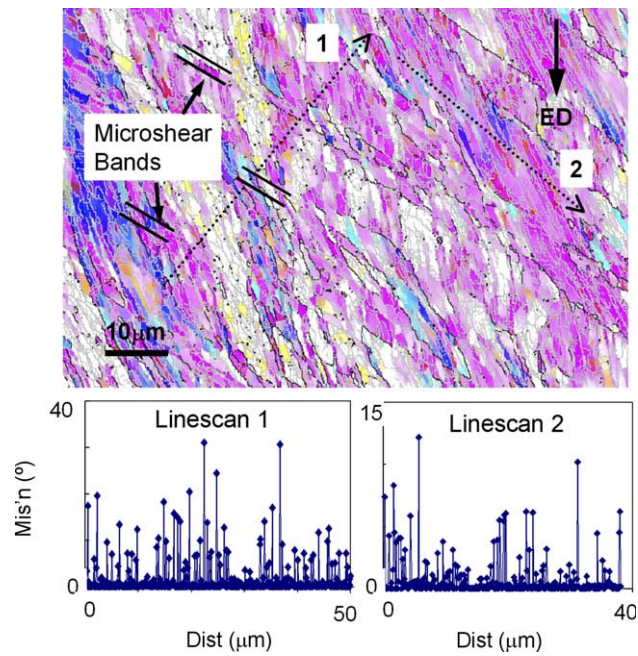 1
ED
Microshear
Bands
2
10μm
40
Linescan 1
Mis'n (º)
0
0
50
Dist (μm)
15
Linescan 2
0
0
40
Dist (μm)